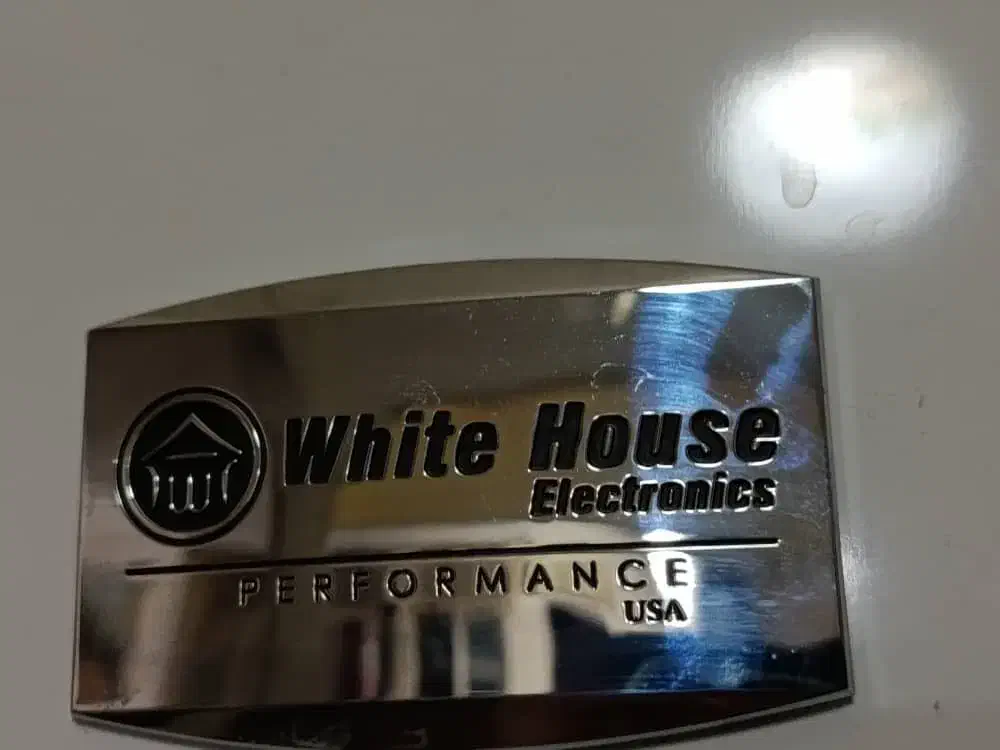 White House
Electronics
PERFORMANCE
USA